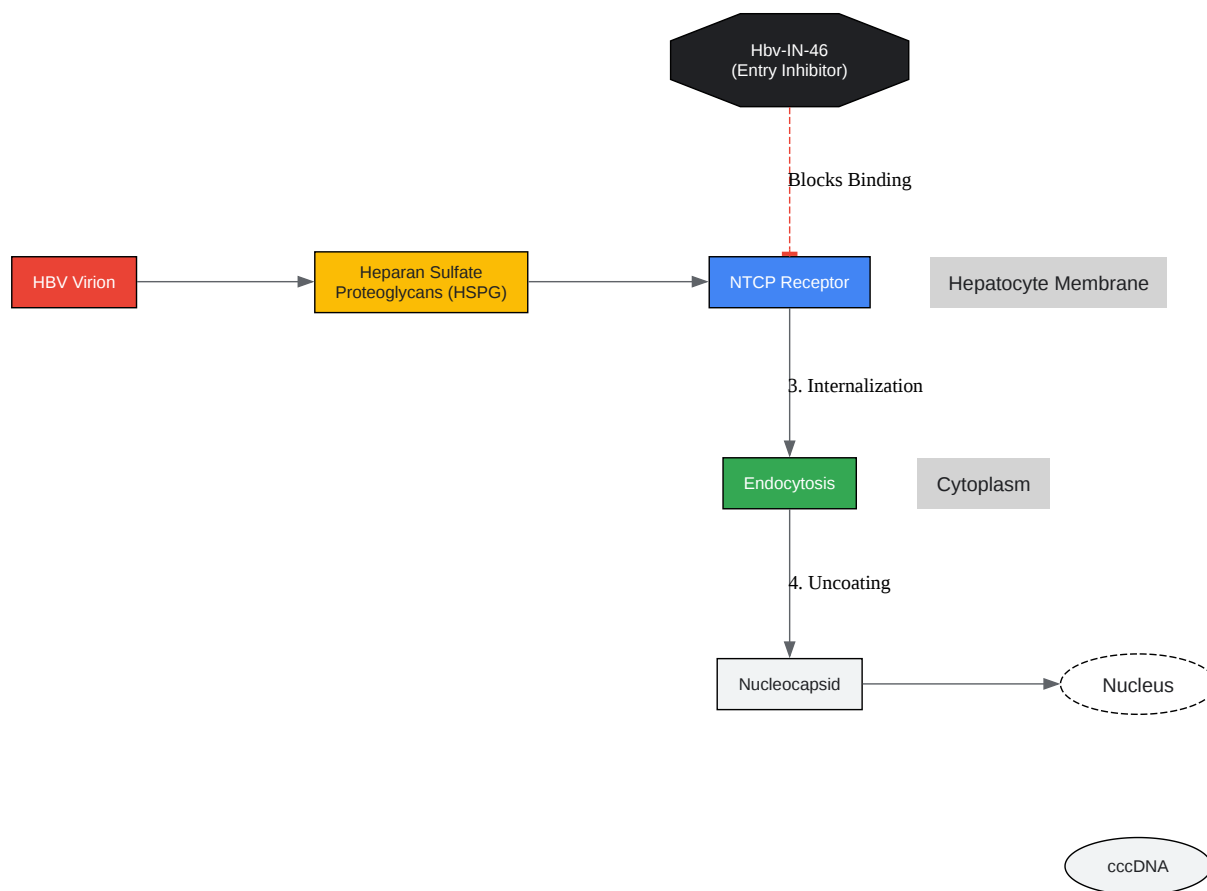 Hbv-IN-46
(Entry Inhibitor)
Blocks Binding
HBV Virion
Heparan Sulfate
Proteoglycans (HSPG)
NTCP Receptor
Hepatocyte Membrane
3. Internalization
Endocytosis
Cytoplasm
4. Uncoating
Nucleocapsid
Nucleus
cccDNA